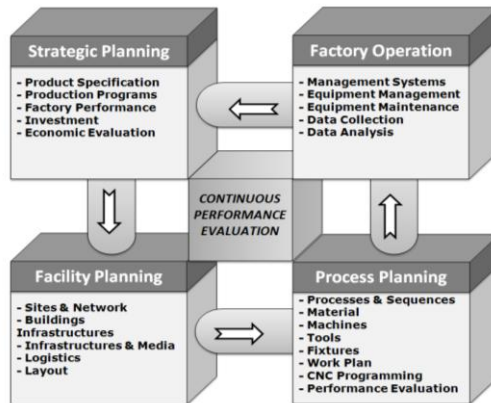 Strategic Planning
- Product Specification
- Production Programs
- Factory Performance
- Investment
- Economic Evaluation
Factory Operation
- Management Systems
- Equipment Management
- Equipment Maintenance
- Data Collection
- Data Analysis
CONTINUOUS
PERFORMANCE
EVALUATION
Facility Planning
- Sites & Network
- Buildings
Infrastructures
- Infrastructures & Media
- Logistics
- Layout
Process Planning
- Processes & Sequences
- Material
- Machines
- Tools
- Fixtures
- Work Plan
- CNC Programming
- Performance Evaluation